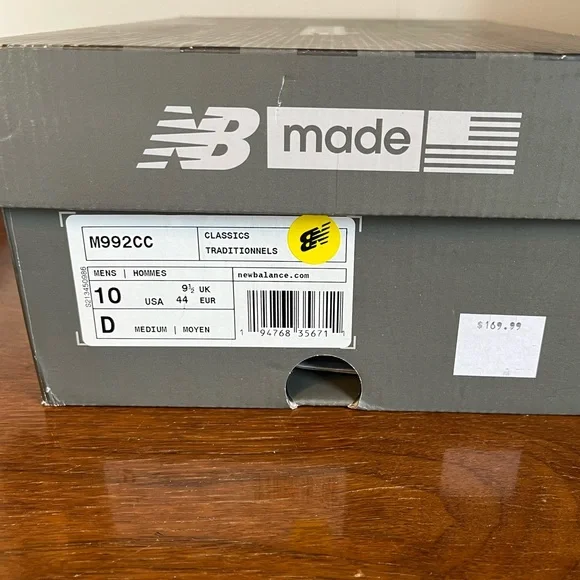 NB made
M992CC
CLASSICS
TRADITIONNELS
MENS | HOMMES
newbalance.com
10 USA
9½ UK
44 EUR
D MEDIUM | MOYEN
1 94768 35671 1
S213450986
$169.99